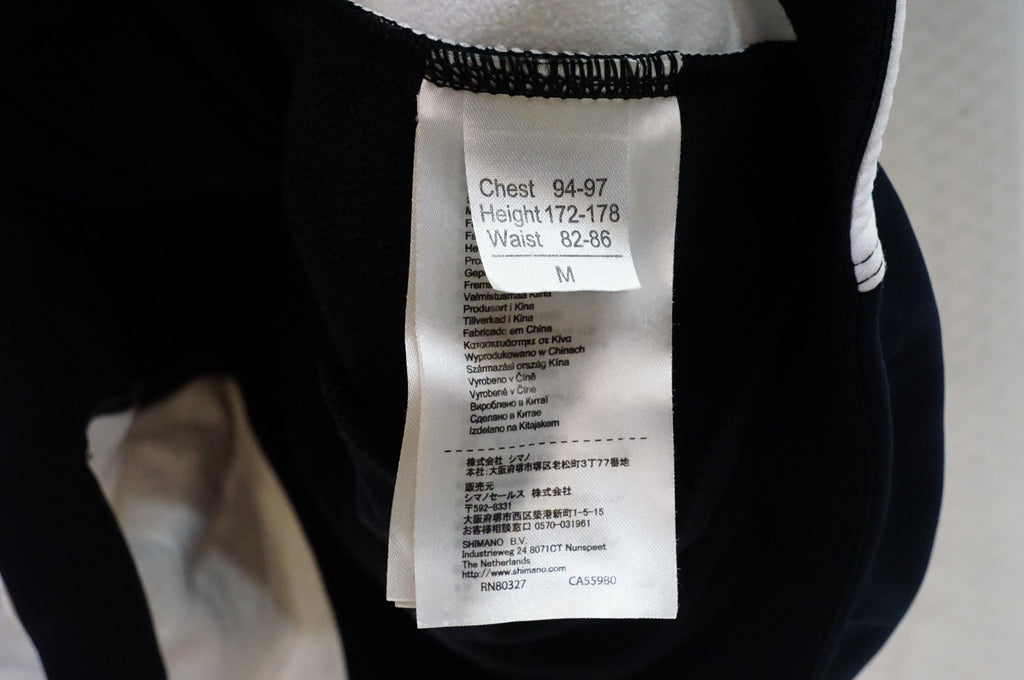 Chest 94-97
Height 172-178
Waist 82-86
M
Valmistusmaa Kiina
Produsert i Kina
Tillverkad i Kina
Fabricado em China
Κατασκευάστηκε σε Κίνα
Wyprodukowano w Chinach
Származási ország Kína
Vyrobeno v Číně
Vyrobené v Číne
Вироблено в Китаї
Сделано в Китае
Izdelano na Kitajskem
株式会社 シマノ
本社:大阪府堺市堺区老松町3丁77番地
販売元
シマノセールス 株式会社
〒592-8331
大阪府堺市西区築港新町1-5-15
お客様相談窓口 0570-031961
SHIMANO B.V.
Industrieweg 24 8071CT Nunspeet
The Netherlands
http://www.shimano.com
RN80327 CA55980